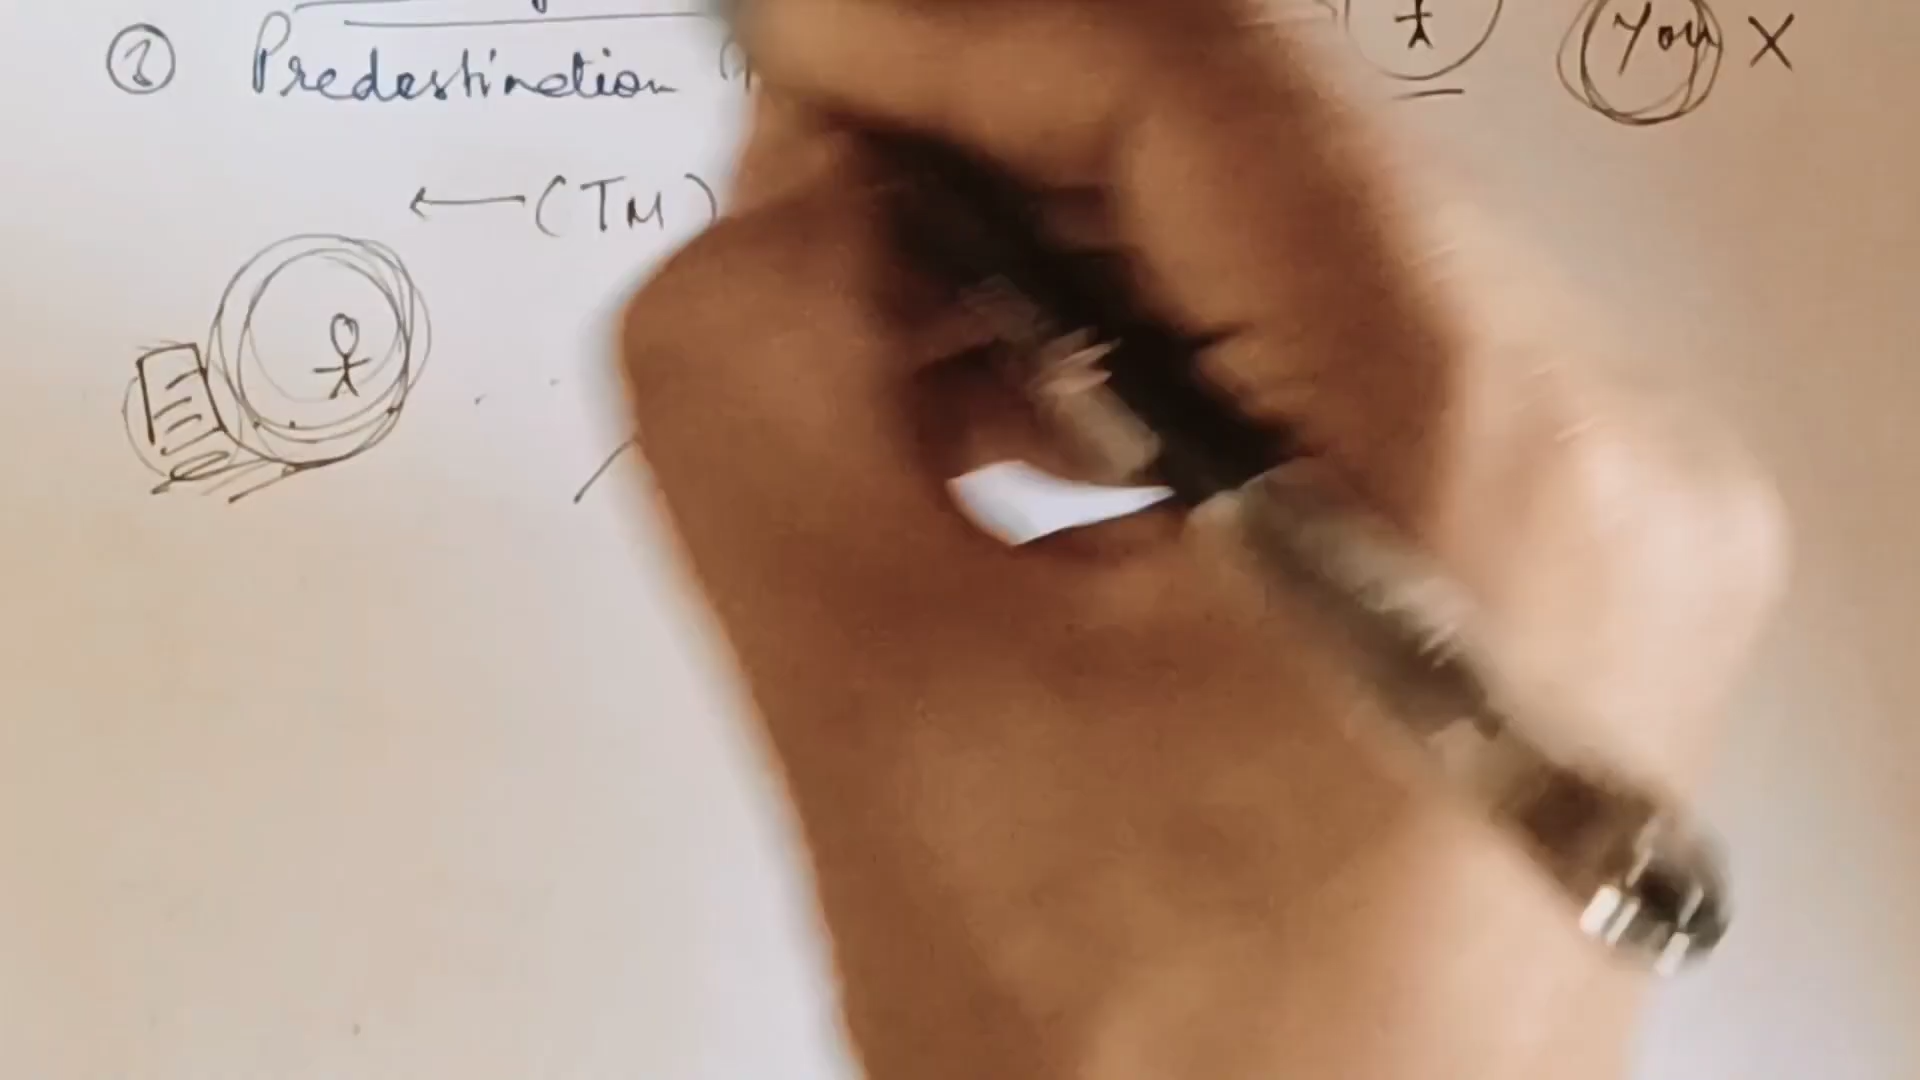 ② Predestination
You X
← (TM)